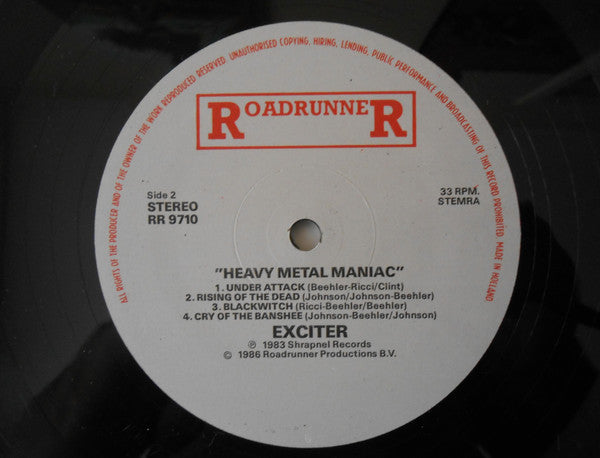 ALL RIGHTS OF THE PRODUCER AND OF THE OWNER OF THE WORK REPRODUCED RESERVED. UNAUTHORISED COPYING, HIRING, LENDING, PUBLIC PERFORMANCE AND BROADCASTING OF THIS RECORD PROHIBITED. MADE IN HOLLAND
ROADRUNNER
Side 2
STEREO
RR 9710
33 RPM.
STEMRA
"HEAVY METAL MANIAC"
1. UNDER ATTACK (Beehler-Ricci/Clint)
2. RISING OF THE DEAD (Johnson/Johnson-Beehler)
3. BLACKWITCH (Ricci-Beehler/Beehler)
4. CRY OF THE BANSHEE (Johnson-Beehler/Johnson)
EXCITER
℗ 1983 Shrapnel Records
© 1986 Roadrunner Productions B.V.